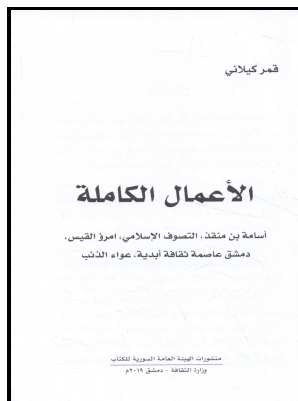 قمر كيلاني
الأعمال الكاملة
أسامة بن منقذ، التصوف الإسلامي، امرؤ القيس،
دمشق عاصمة ثقافة أبدية، عواء الذئب
منشورات الهيئة العامة السورية للكتاب
وزارة الثقافة - دمشق ٢٠١٩م